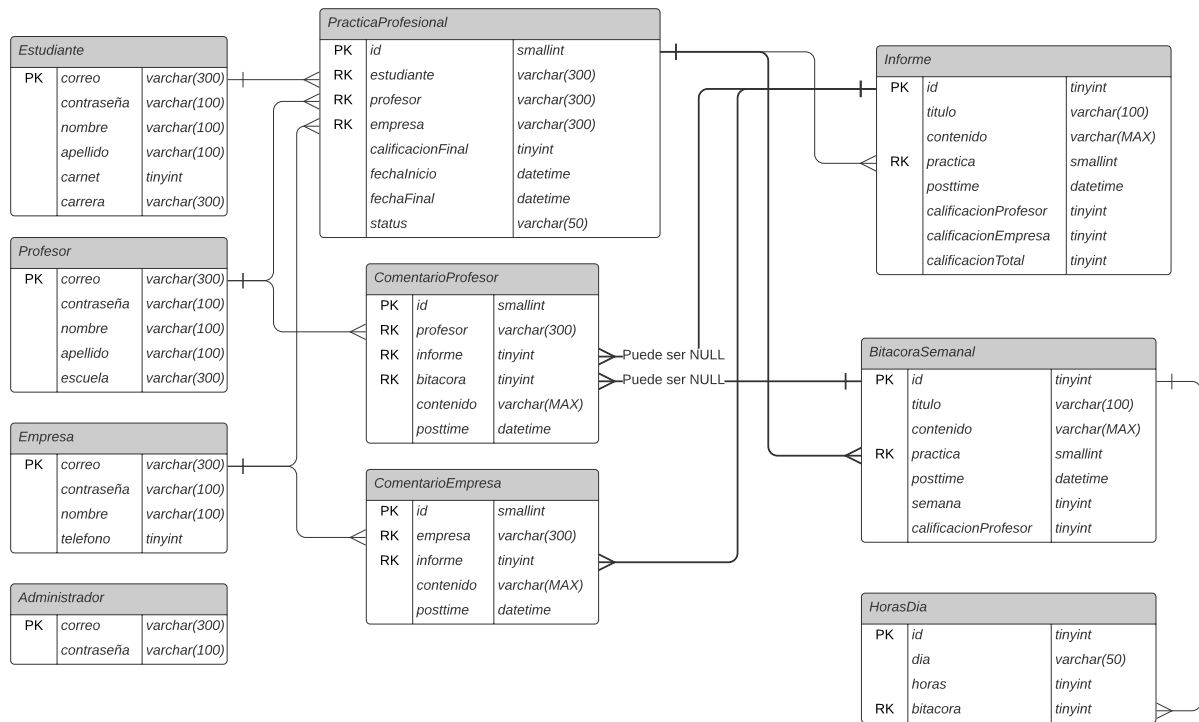 Estudiante
PK correo varchar(300)
contraseña varchar(100)
nombre varchar(100)
apellido varchar(100)
carnet tinyint
carrera varchar(300)
Profesor
PK correo varchar(300)
contraseña varchar(100)
nombre varchar(100)
apellido varchar(100)
escuela varchar(300)
Empresa
PK correo varchar(300)
contraseña varchar(100)
nombre varchar(100)
telefono tinyint
Administrador
PK correo varchar(300)
contraseña varchar(100)
PracticaProfesional
PK id smallint
RK estudiante varchar(300)
RK profesor varchar(300)
RK empresa varchar(300)
calificacionFinal tinyint
fechaInicio datetime
fechaFinal datetime
status varchar(50)
ComentarioProfesor
PK id smallint
RK profesor varchar(300)
RK informe tinyint
RK bitacora tinyint
contenido varchar(MAX)
posttime datetime
Puede ser NULL
Puede ser NULL
ComentarioEmpresa
PK id smallint
RK empresa varchar(300)
RK informe tinyint
contenido varchar(MAX)
posttime datetime
Informe
PK id tinyint
titulo varchar(100)
contenido varchar(MAX)
RK practica smallint
posttime datetime
calificacionProfesor tinyint
calificacionEmpresa tinyint
calificacionTotal tinyint
BitacoraSemanal
PK id tinyint
titulo varchar(100)
contenido varchar(MAX)
RK practica smallint
posttime datetime
semana tinyint
calificacionProfesor tinyint
HorasDia
PK id tinyint
dia varchar(50)
horas tinyint
RK bitacora tinyint